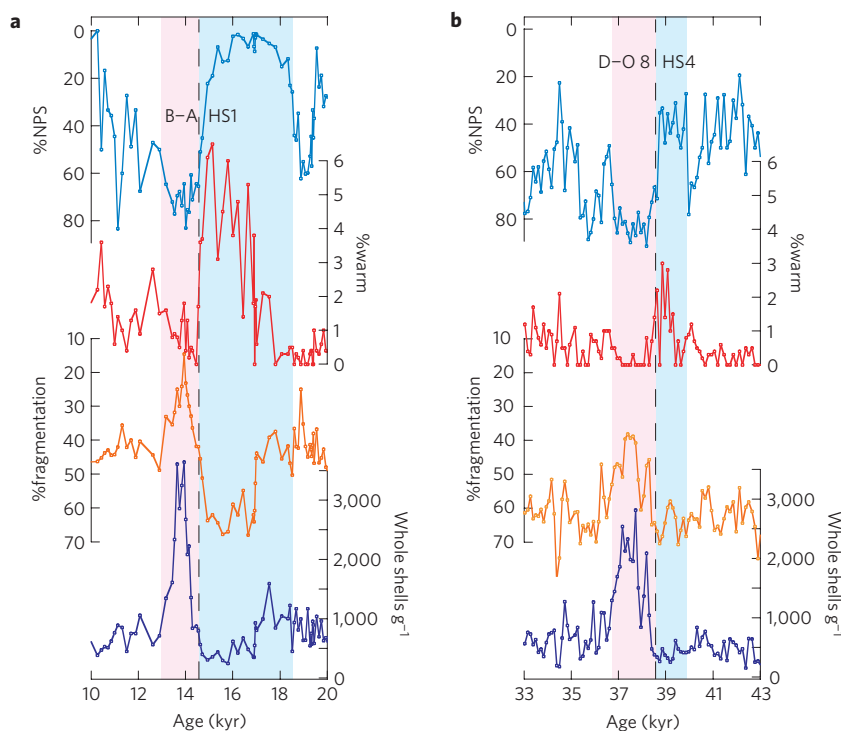 a
0
20
40
60
80
%NPS
B–A
HS1
6
5
4
3
2
1
0
%warm
10
20
30
40
50
60
70
%fragmentation
3,000
2,000
1,000
0
Whole shells g⁻¹
10 12 14 16 18 20
Age (kyr)
b
0
20
40
60
80
%NPS
D–O 8
HS4
6
5
4
3
2
1
0
%warm
10
20
30
40
50
60
70
%fragmentation
3,000
2,000
1,000
0
Whole shells g⁻¹
33 35 37 39 41 43
Age (kyr)